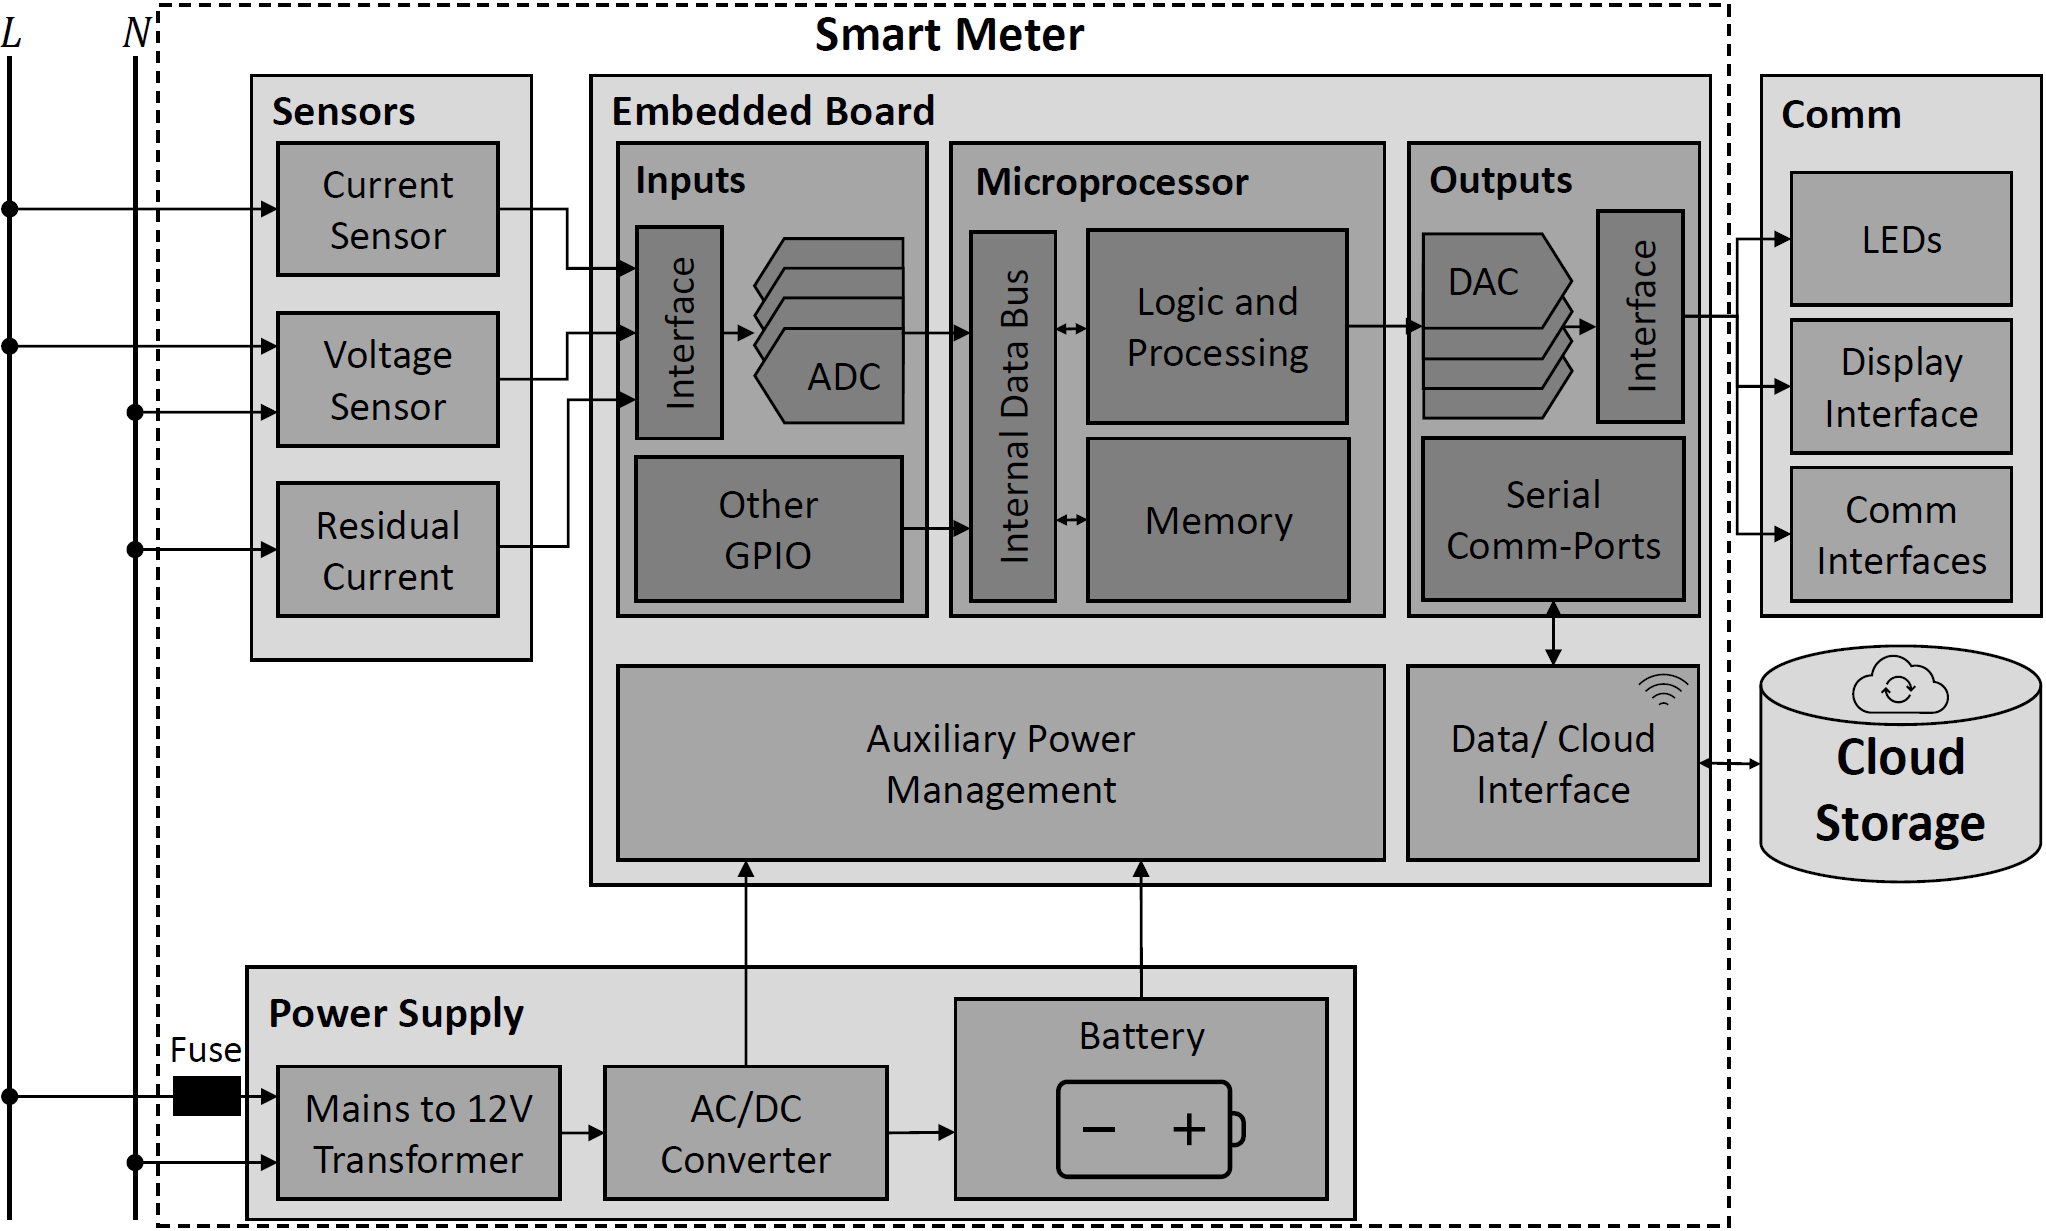 L
N
Smart Meter
Sensors
Current
Sensor
Voltage
Sensor
Residual
Current
Embedded Board
Inputs
Interface
ADC
Other
GPIO
Microprocessor
Internal Data Bus
Logic and
Processing
Memory
Outputs
DAC
Interface
Serial
Comm-Ports
Auxiliary Power
Management
Data/ Cloud
Interface
Comm
LEDs
Display
Interface
Comm
Interfaces
Cloud
Storage
Power Supply
Fuse
Mains to 12V
Transformer
AC/DC
Converter
Battery
− +